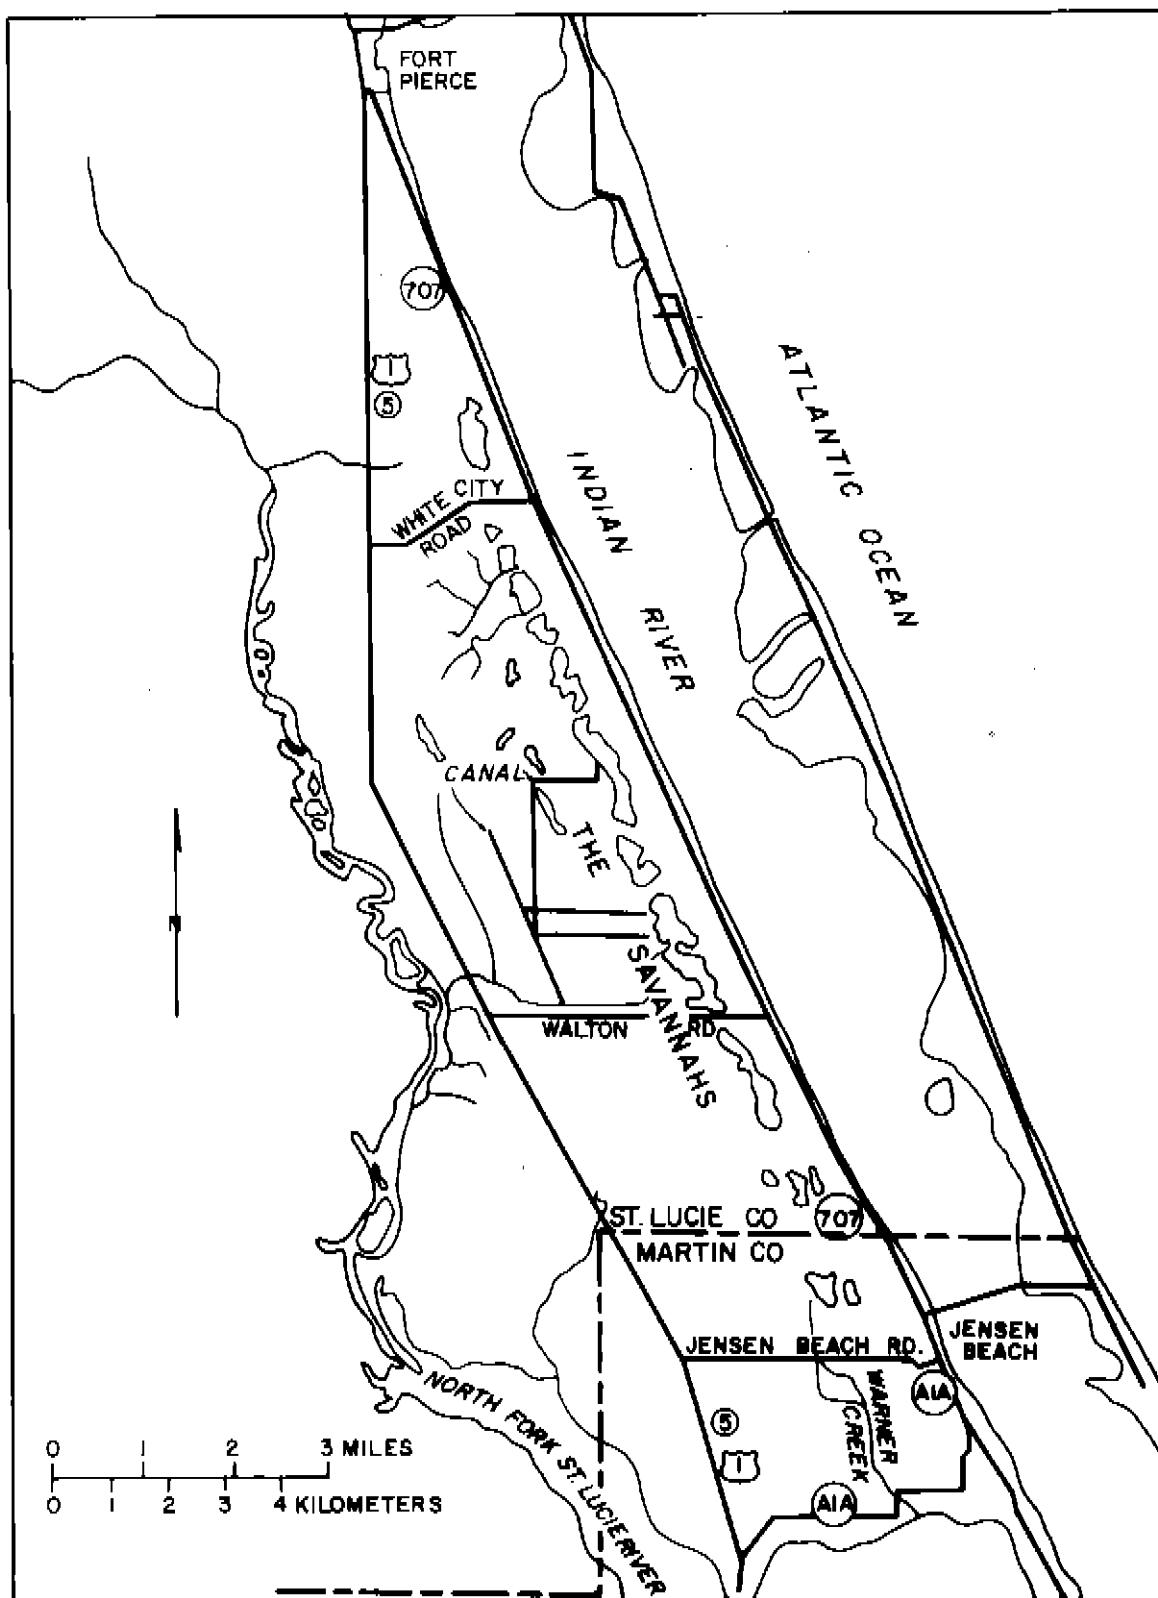 FORT
PIERCE
707
1
5
ATLANTIC OCEAN
INDIAN RIVER
WHITE CITY
ROAD
CANAL
THE SAVANNAHS
WALTON RD
ST. LUCIE CO
707
MARTIN CO
JENSEN
BEACH
JENSEN BEACH RD.
A1A
WARNER
CREEK
NORTH FORK ST. LUCIE RIVER
5
1
A1A
0 1 2 3 MILES
0 1 2 3 4 KILOMETERS
N